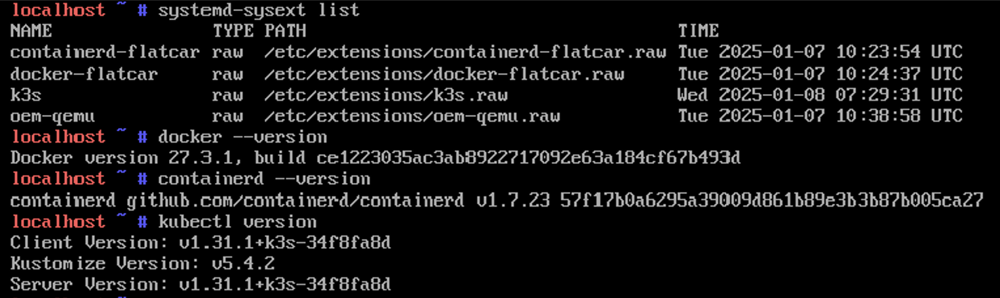 localhost ~ # systemd-sysext list
NAME TYPE PATH TIME
containerd-flatcar raw /etc/extensions/containerd-flatcar.raw Tue 2025-01-07 10:23:54 UTC
docker-flatcar raw /etc/extensions/docker-flatcar.raw Tue 2025-01-07 10:24:37 UTC
k3s raw /etc/extensions/k3s.raw Wed 2025-01-08 07:29:31 UTC
oem-qemu raw /etc/extensions/oem-qemu.raw Tue 2025-01-07 10:38:58 UTC
localhost ~ # docker --version
Docker version 27.3.1, build ce1223035ac3ab8922717092e63a184cf67b493d
localhost ~ # containerd --version
containerd github.com/containerd/containerd v1.7.23 57f17b0a6295a39009d861b89e3b3b87b005ca27
localhost ~ # kubectl version
Client Version: v1.31.1+k3s-34f8fa8d
Kustomize Version: v5.4.2
Server Version: v1.31.1+k3s-34f8fa8d